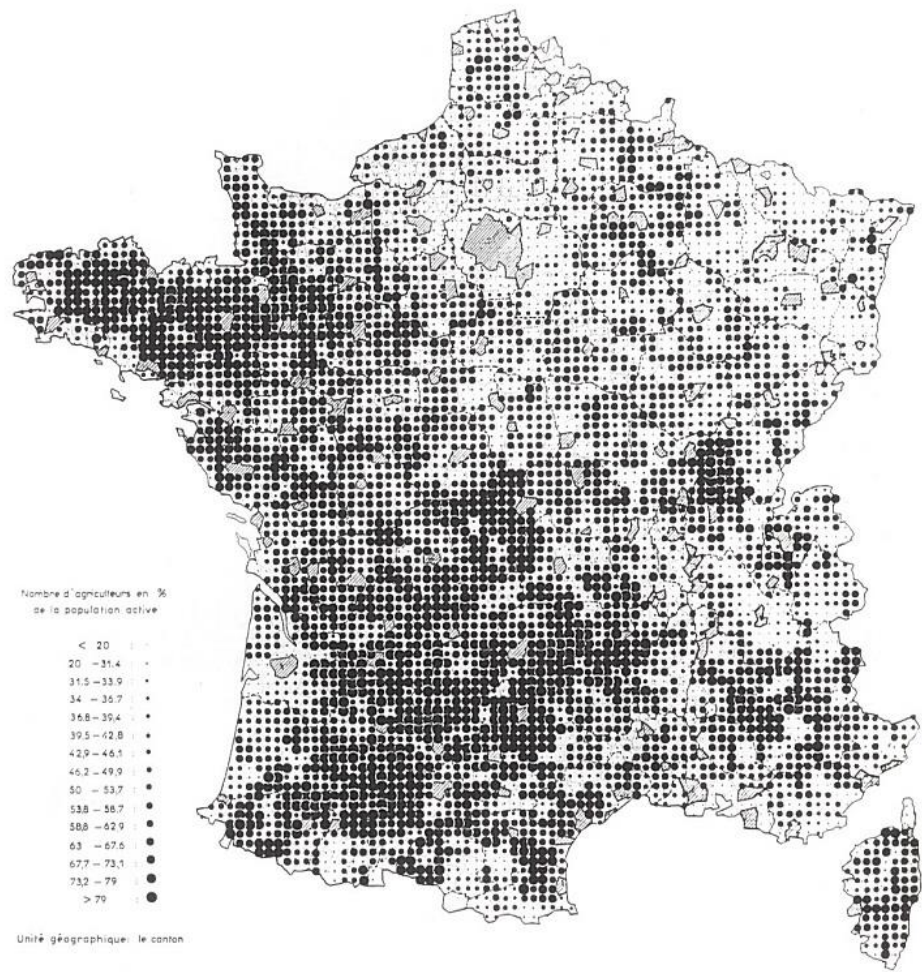 Nombre d'agriculteurs en %
de la population active
< 20 :
20 – 31.4 :
31.5 – 33.9 :
34 – 36.7 :
36.8 – 39,4 :
39.5 – 42.8 :
42.9 – 46.1 :
46.2 – 49,9 :
50 – 53,7 :
53,8 – 58.7 :
58,8 – 62.9 :
63 – 67.6 :
67,7 – 73,1 :
73,2 – 79 :
> 79 :
Unité géographique: le canton